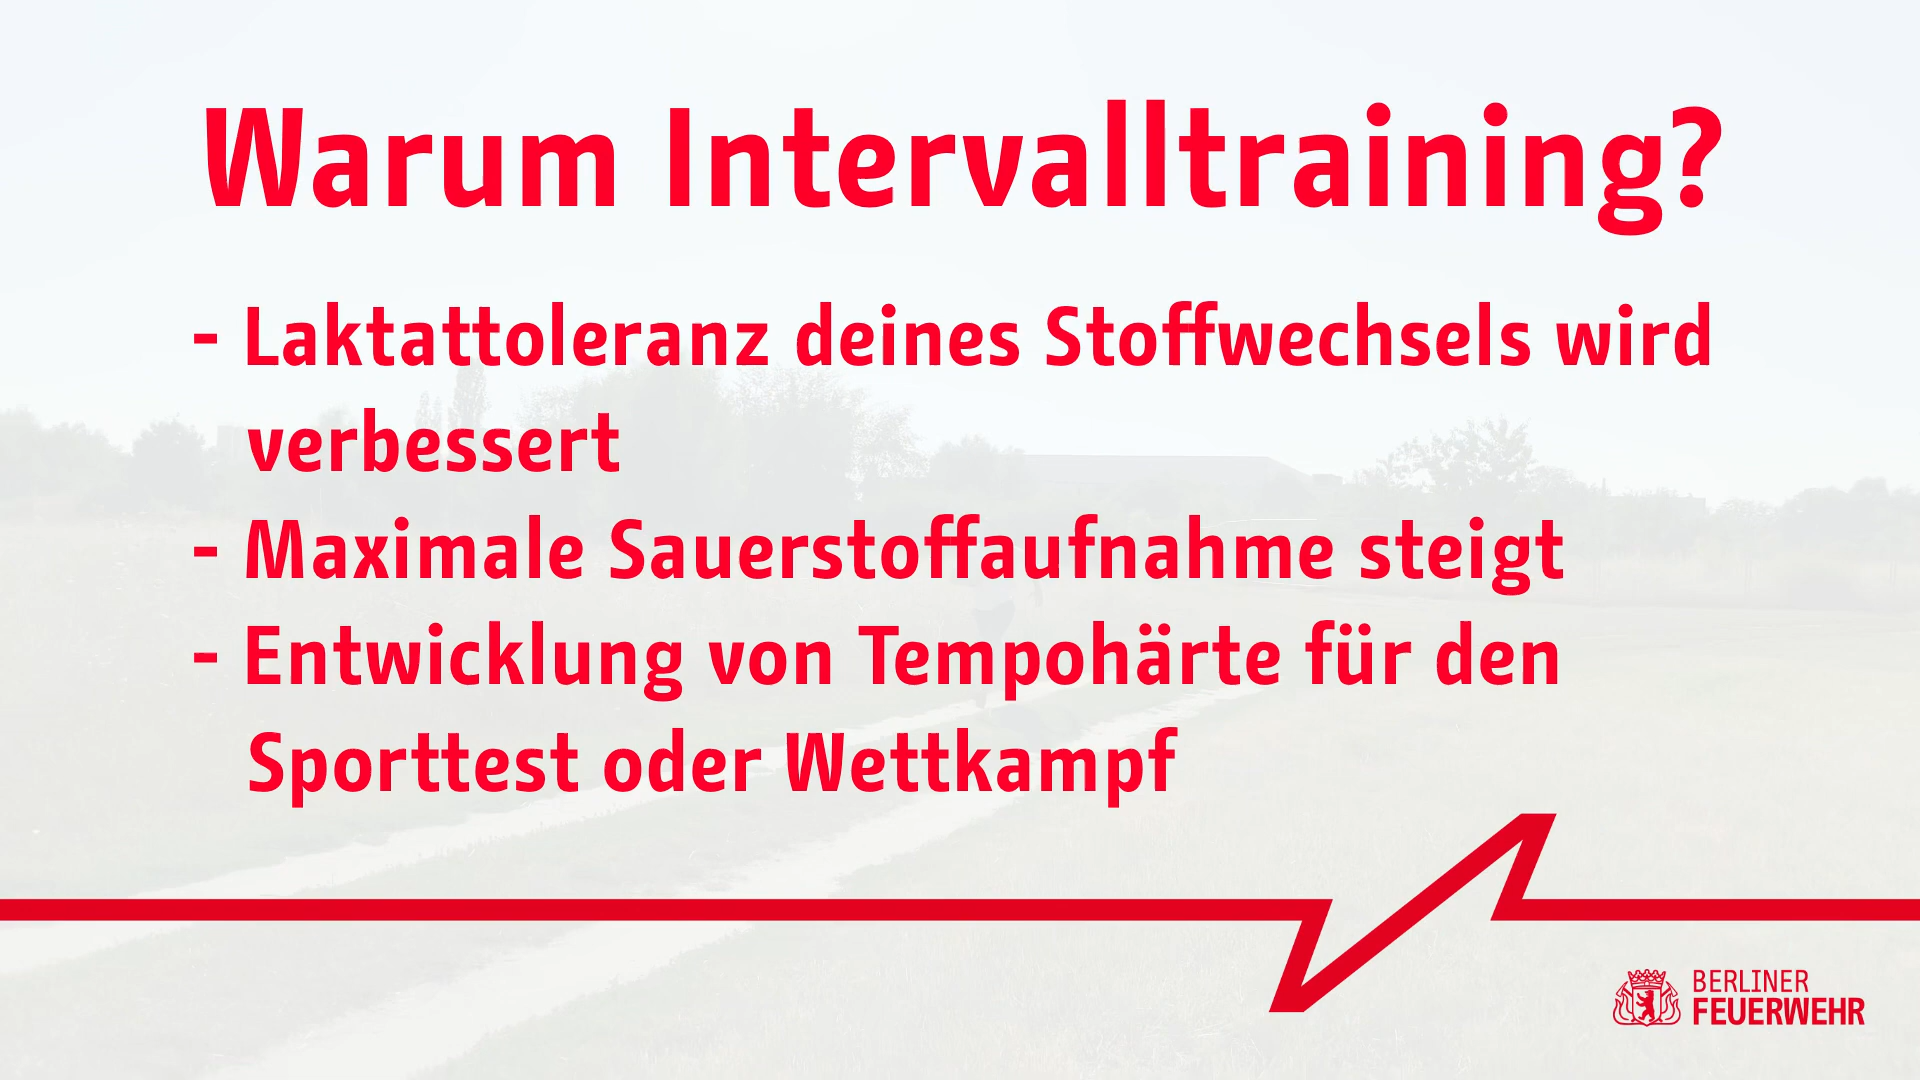 Warum Intervalltraining?
- Laktattoleranz deines Stoffwechsels wird
verbessert
- Maximale Sauerstoffaufnahme steigt
- Entwicklung von Tempohärte für den
Sporttest oder Wettkampf
BERLINER
FEUERWEHR